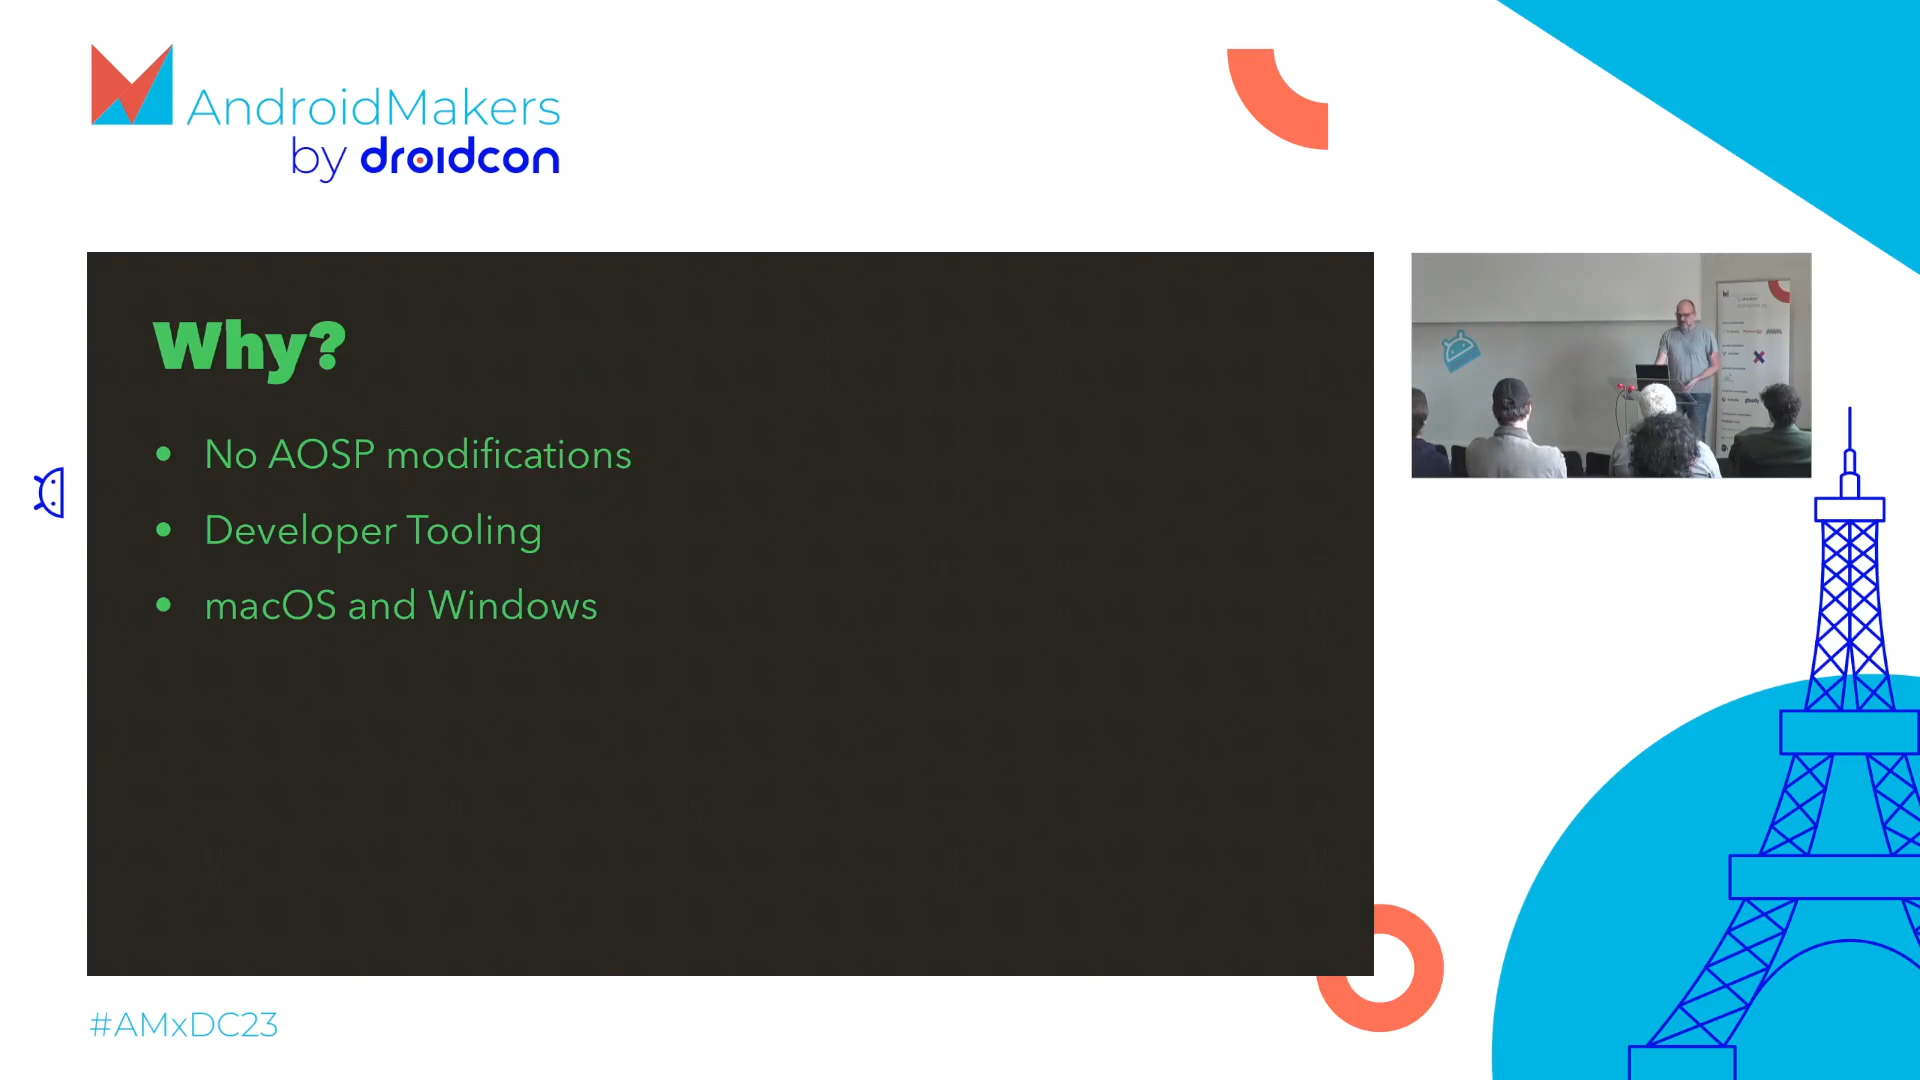 AndroidMakers
by droidcon
Why?
• No AOSP modifications
• Developer Tooling
• macOS and Windows
#AMxDC23